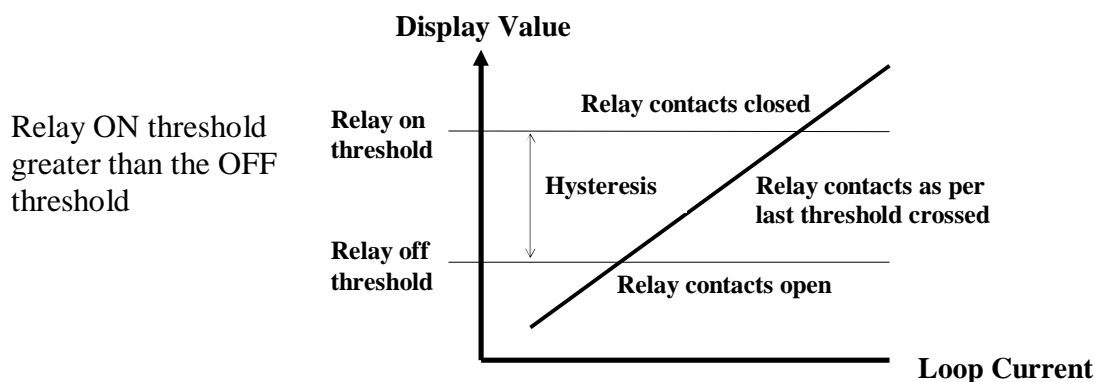 Display Value
Relay ON threshold
greater than the OFF
threshold
Relay on
threshold
Relay contacts closed
Hysteresis
Relay contacts as per
last threshold crossed
Relay off
threshold
Relay contacts open
Loop Current